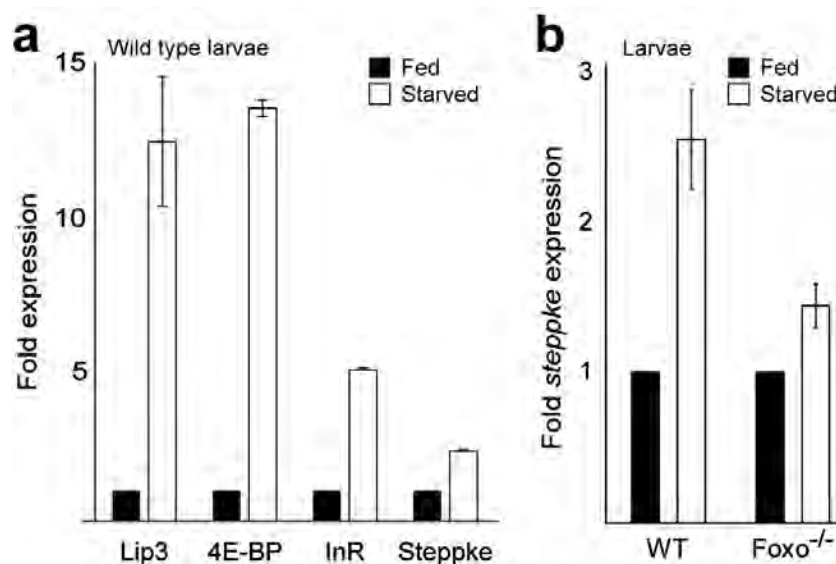 a
Wild type larvae
Fed
Starved
15
10
5
Fold expression
Lip3 4E-BP InR Steppke
b
Larvae
Fed
Starved
3
2
1
Fold steppke expression
WT Foxo-/-